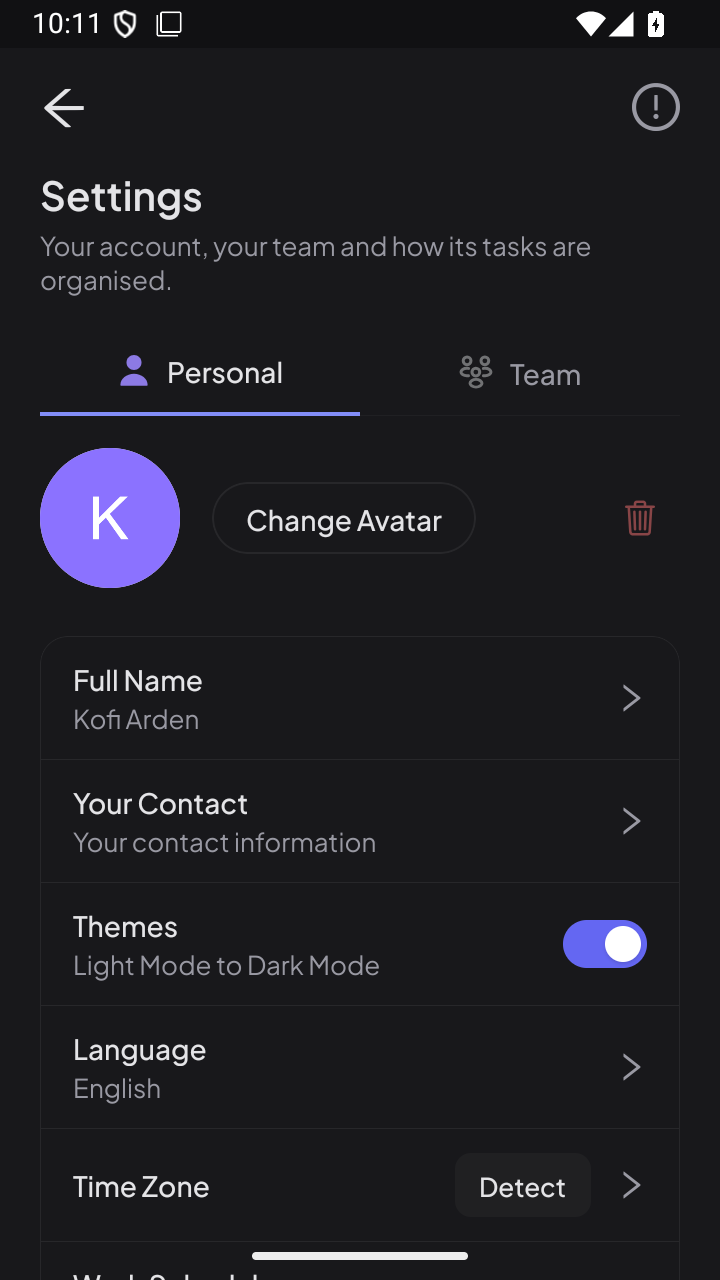 10:11
Settings
Your account, your team and how its tasks are
organised.
Personal
Team
K
Change Avatar
Full Name
Kofi Arden
Your Contact
Your contact information
Themes
Light Mode to Dark Mode
Language
English
Time Zone
Detect